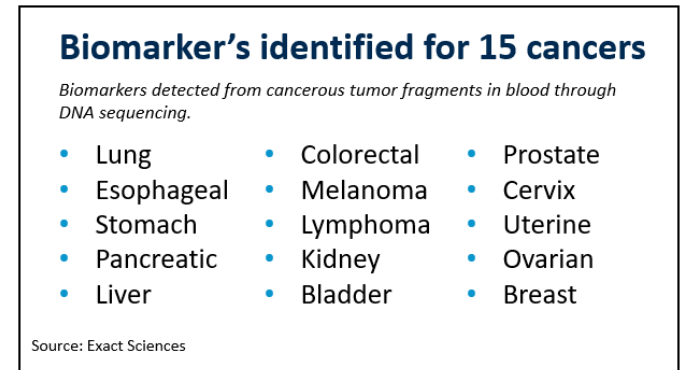 Biomarker's identified for 15 cancers
Biomarkers detected from cancerous tumor fragments in blood through
DNA sequencing.
• Lung
• Esophageal
• Stomach
• Pancreatic
• Liver
• Colorectal
• Melanoma
• Lymphoma
• Kidney
• Bladder
• Prostate
• Cervix
• Uterine
• Ovarian
• Breast
Source: Exact Sciences